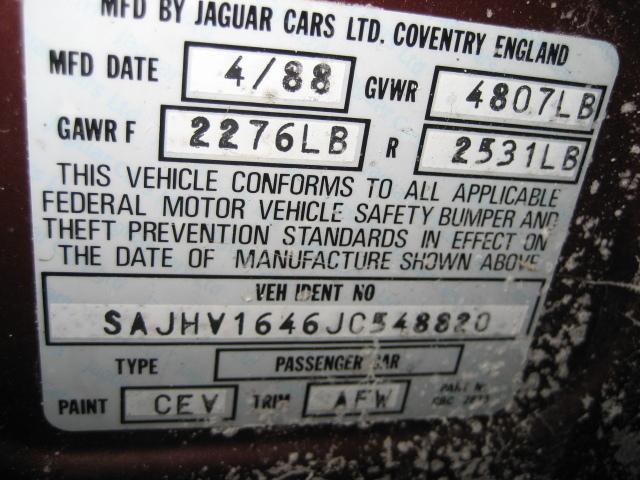 MFD BY JAGUAR CARS LTD. COVENTRY ENGLAND
MFD DATE 4/88 GVWR 4807LB
GAWR F 2276LB R 2531LB
THIS VEHICLE CONFORMS TO ALL APPLICABLE
FEDERAL MOTOR VEHICLE SAFETY BUMPER AND
THEFT PREVENTION STANDARDS IN EFFECT ON
THE DATE OF MANUFACTURE SHOWN ABOVE
VEH IDENT NO
SAJHV1646JC548820
TYPE PASSENGER CAR
PAINT CEV TRIM AFW